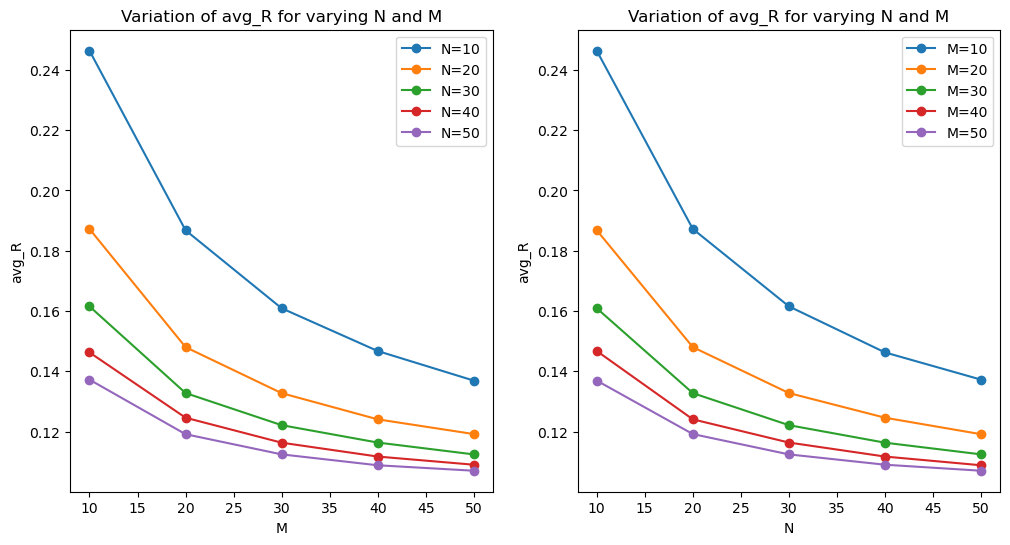 Variation of avg_R for varying N and M
N=10
N=20
N=30
N=40
N=50
0.24
0.22
0.20
0.18
0.16
0.14
0.12
avg_R
10 15 20 25 30 35 40 45 50
M
Variation of avg_R for varying N and M
M=10
M=20
M=30
M=40
M=50
0.24
0.22
0.20
0.18
0.16
0.14
0.12
avg_R
10 15 20 25 30 35 40 45 50
N